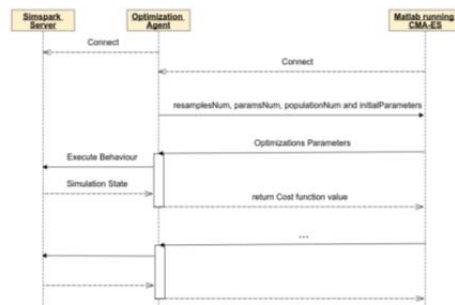 Simspark
Server
Optimization
Agent
Matlab running
CMA-ES
Connect
Connect
resamplesNum, paramsNum, populationNum and initialParameters
Optimizations Parameters
Execute Behaviour
Simulation State
return Cost function value
...